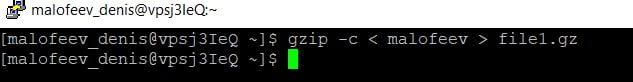 malofeev_denis@vpsj3IeQ:~
[malofeev_denis@vpsj3IeQ ~]$ gzip -c < malofeev > file1.gz
[malofeev_denis@vpsj3IeQ ~]$